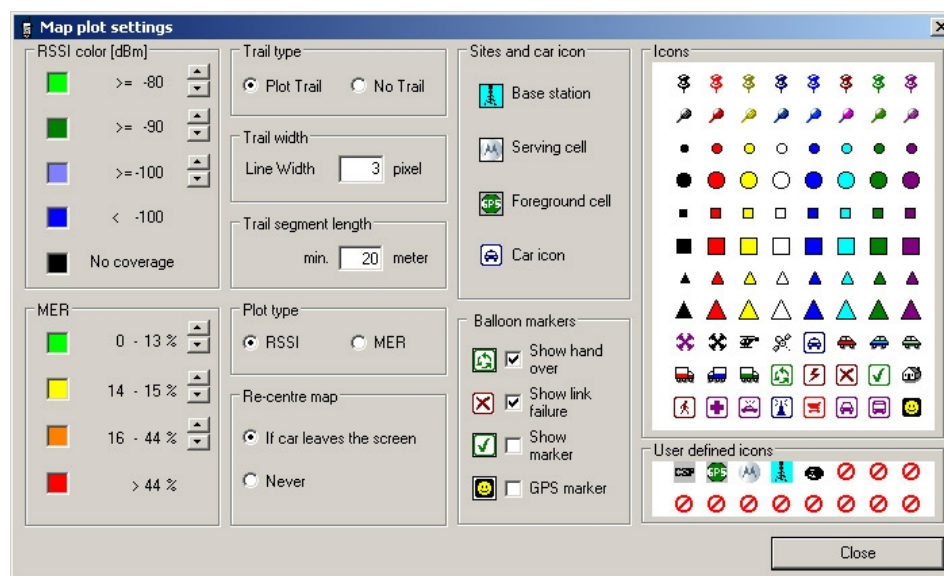 Map plot settings
RSSI color [dBm]
>= -80
>= -90
>=-100
< -100
No coverage
MER
0 - 13 %
14 - 15 %
16 - 44 %
> 44 %
Trail type
Plot Trail
No Trail
Trail width
Line Width 3 pixel
Trail segment length
min. 20 meter
Plot type
RSSI
MER
Re-centre map
If car leaves the screen
Never
Sites and car icon
Base station
Serving cell
GPS
Foreground cell
Car icon
Balloon markers
Show hand
over
Show link
failure
Show
marker
GPS marker
Icons
User defined icons
CSP GPS
Close